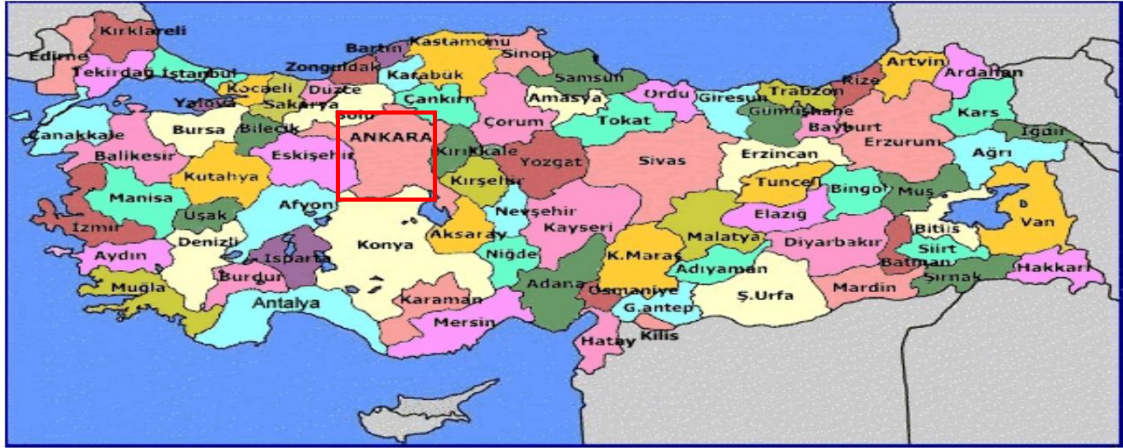 Kırklareli
Edirne
Tekirdağ
İstanbul
Kocaeli
Yalova
Sakarya
Düzce
Zonguldak
Bartın
Kastamonu
Karabük
Sinop
Samsun
Çankırı
Bolu
ANKARA
Çorum
Amasya
Tokat
Ordu
Giresun
Trabzon
Gümüşhane
Rize
Artvin
Ardahan
Bayburt
Kars
Iğdır
Erzurum
Ağrı
Çanakkale
Bursa
Bilecik
Balikesir
Eskişehir
Kutahya
Kırıkkale
Kırşehir
Yozgat
Sivas
Erzincan
Tunceli
Bingöl
Muş
Van
Manisa
Uşak
Afyon
İzmir
Aydın
Denizli
Isparta
Burdur
Muğla
Antalya
Konya
Aksaray
Nevşehir
Kayseri
Niğde
Malatya
Elazığ
Diyarbakır
Bitlis
Siirt
Batman
Şırnak
Hakkari
K.Maraş
Adıyaman
Adana
Osmaniye
G.antep
Ş.Urfa
Mardin
Karaman
Mersin
Hatay
Kilis